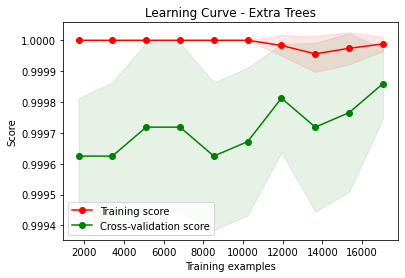 Learning Curve - Extra Trees
Score
1.0000
0.9999
0.9998
0.9997
0.9996
0.9995
0.9994
Training score
Cross-validation score
2000 4000 6000 8000 10000 12000 14000 16000
Training examples